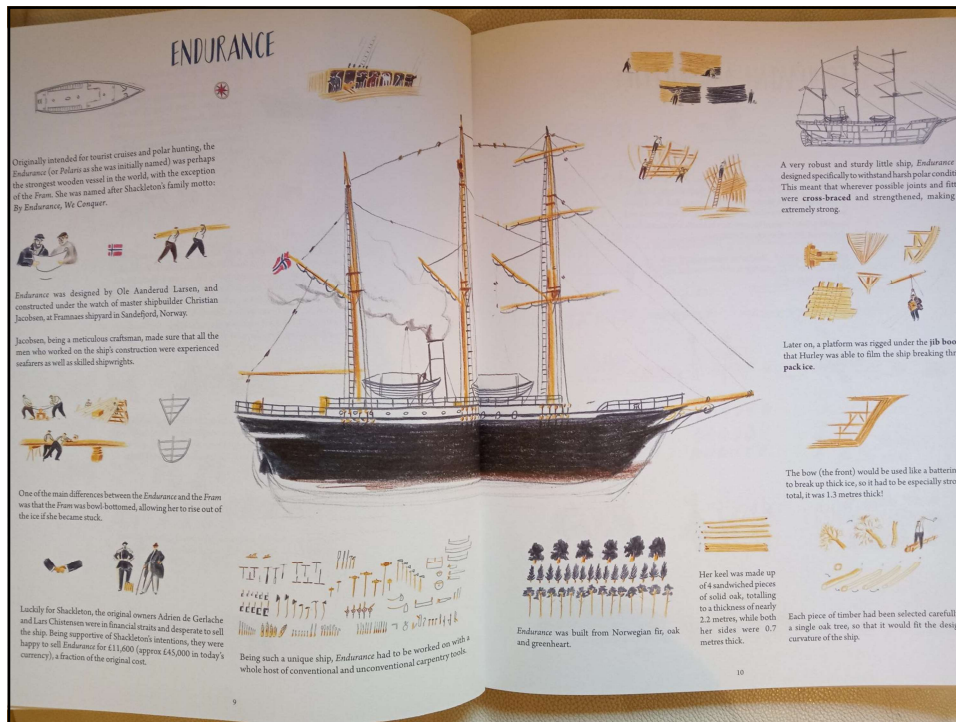 ENDURANCE
Originally intended for tourist cruises and polar hunting, the
Endurance (or Polaris as she was initially named) was perhaps
the strongest wooden vessel in the world, with the exception
of the Fram. She was named after Shackleton's family motto:
By Endurance, We Conquer.
Endurance was designed by Ole Aanderud Larsen, and
constructed under the watch of master shipbuilder Christian
Jacobsen, at Framnaes shipyard in Sandefjord, Norway.
Jacobsen, being a meticulous craftsman, made sure that all the
men who worked on the ship's construction were experienced
seafarers as well as skilled shipwrights.
One of the main differences between the Endurance and the Fram
was that the Fram was bowl-bottomed, allowing her to rise out of
the ice if she became stuck.
Luckily for Shackleton, the original owners Adrien de Gerlache
and Lars Christensen were in financial straits and desperate to sell
the ship. Being supportive of Shackleton's intentions, they were
happy to sell Endurance for £11,600 (approx £45,000 in today's
currency), a fraction of the original cost.
Being such a unique ship, Endurance had to be worked on with a
whole host of conventional and unconventional carpentry tools.
9
Endurance was built from Norwegian fir, oak
and greenheart.
Her keel was made up
of 4 sandwiched pieces
of solid oak, totalling
to a thickness of nearly
2.2 metres, while both
her sides were 0.7
metres thick.
10
A very robust and sturdy little ship, Endurance
designed specifically to withstand harsh polar conditi
This meant that wherever possible joints and fitt
were cross-braced and strengthened, making
extremely strong.
Later on, a platform was rigged under the jib boo
that Hurley was able to film the ship breaking thr
pack ice.
The bow (the front) would be used like a batterin
to break up thick ice, so it had to be especially stro
total, it was 1.3 metres thick!
Each piece of timber had been selected carefull
a single oak tree, so that it would fit the desig
curvature of the ship.